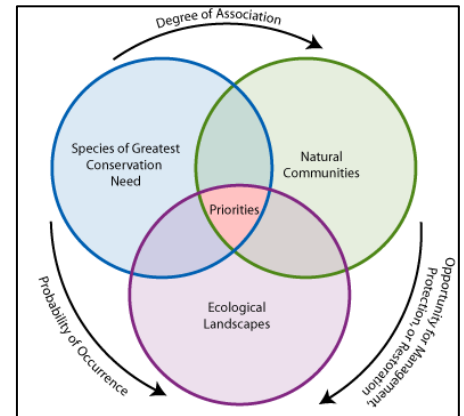 Degree of Association
Species of Greatest
Conservation
Need
Natural
Communities
Priorities
Ecological
Landscapes
Probability of Occurrence
Opportunity for Management,
Protection, or Restoration